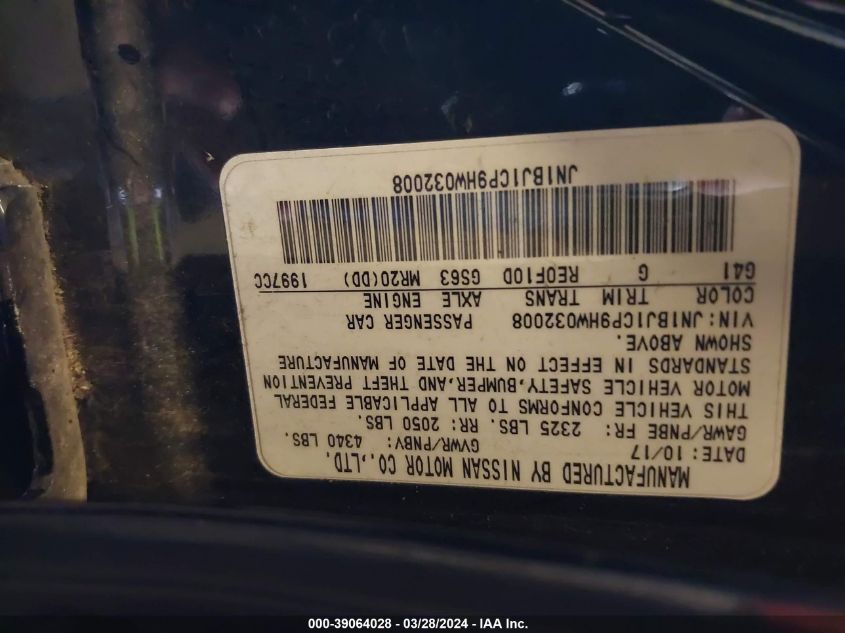 MANUFACTURED BY NISSAN MOTOR CO.,LTD.
DATE: 10/17 GVWR/PNBV: 4340 LBS.
GAWR/PNBE FR: 2325 LBS. RR: 2050 LBS.
THIS VEHICLE CONFORMS TO ALL APPLICABLE FEDERAL
MOTOR VEHICLE SAFETY,BUMPER,AND THEFT PREVENTION
STANDARDS IN EFFECT ON THE DATE OF MANUFACTURE
SHOWN ABOVE.
VIN:JN1BJ1CP9HW032008 PASSENGER CAR
COLOR TRIM TRANS AXLE ENGINE
G41 G RE0F10D GS63 MR20(DD) 1997CC
JN1BJ1CP9HW032008
000-39064028 - 03/28/2024 - IAA Inc.